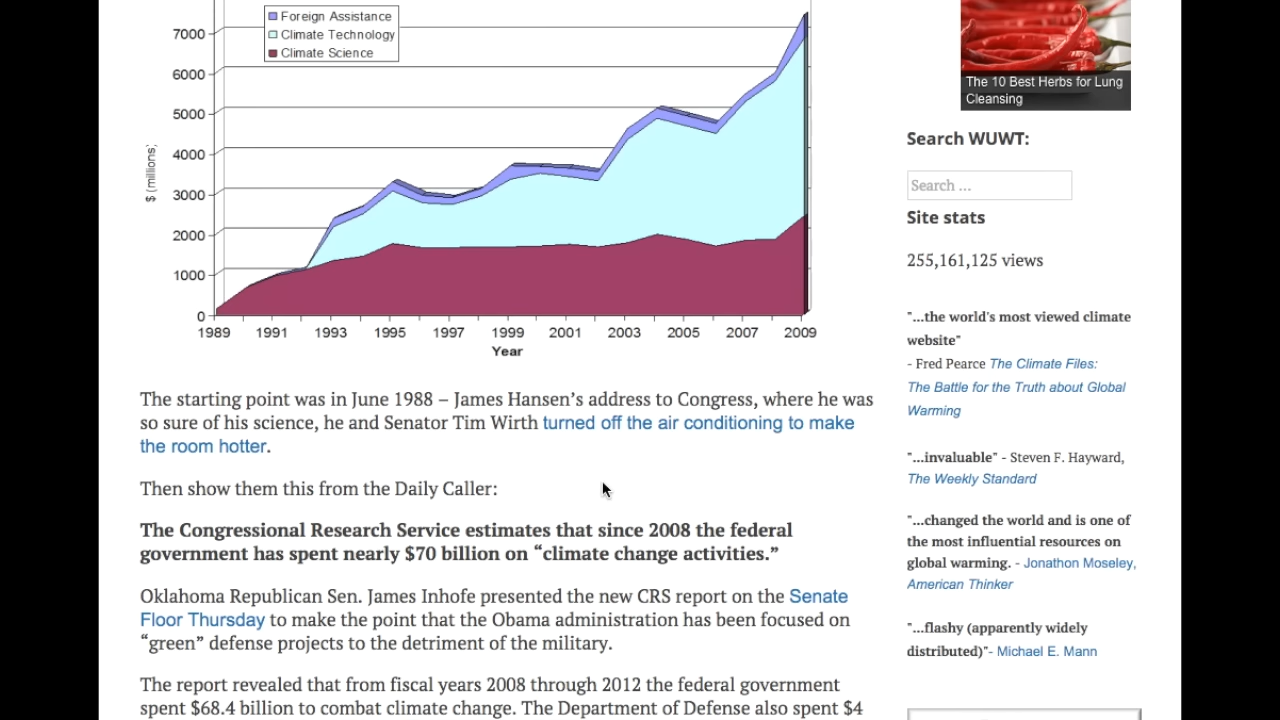 Foreign Assistance
Climate Technology
Climate Science
7000
6000
5000
4000
3000
2000
1000
0
$ (millions)
1989
1991
1993
1995
1997
1999
2001
2003
2005
2007
2009
Year
The starting point was in June 1988 – James Hansen’s address to Congress, where he was
so sure of his science, he and Senator Tim Wirth turned off the air conditioning to make
the room hotter.
Then show them this from the Daily Caller:
The Congressional Research Service estimates that since 2008 the federal
government has spent nearly $70 billion on “climate change activities.”
Oklahoma Republican Sen. James Inhofe presented the new CRS report on the Senate
Floor Thursday to make the point that the Obama administration has been focused on
“green” defense projects to the detriment of the military.
The report revealed that from fiscal years 2008 through 2012 the federal government
spent $68.4 billion to combat climate change. The Department of Defense also spent $4
The 10 Best Herbs for Lung
Cleansing
Search WUWT:
Search ...
Site stats
255,161,125 views
"...the world's most viewed climate
website"
- Fred Pearce The Climate Files:
The Battle for the Truth about Global
Warming
"...invaluable" - Steven F. Hayward,
The Weekly Standard
"...changed the world and is one of
the most influential resources on
global warming. - Jonathon Moseley,
American Thinker
"...flashy (apparently widely
distributed)"- Michael E. Mann